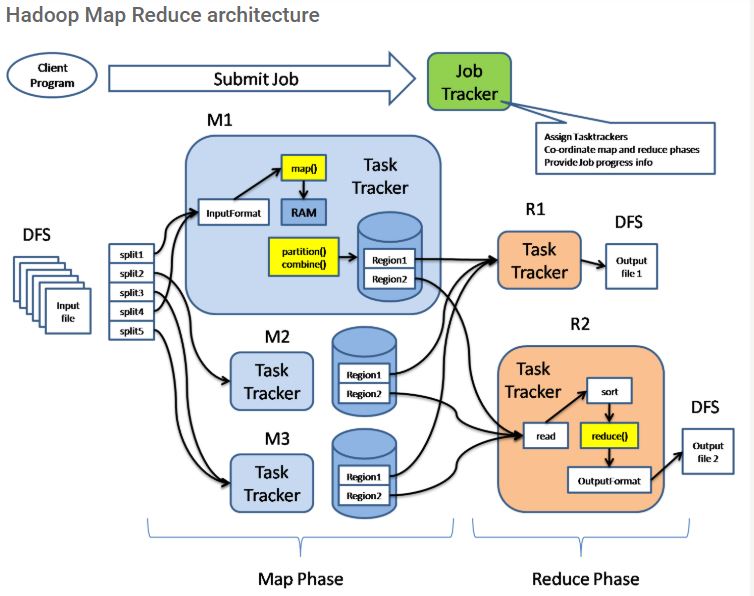 Hadoop Map Reduce architecture
Client
Program
Submit Job
Job
Tracker
Assign Tasktrackers
Co-ordinate map and reduce phases
Provide Job progress info
M1
Task
Tracker
map()
InputFormat
RAM
partition()
combine()
Region1
Region2
DFS
Input
file
split1
split2
split3
split4
split5
M2
Task
Tracker
Region1
Region2
M3
Task
Tracker
Region1
Region2
R1
Task
Tracker
DFS
Output
file 1
R2
Task
Tracker
sort
read
reduce()
OutputFormat
DFS
Output
file 2
Map Phase
Reduce Phase